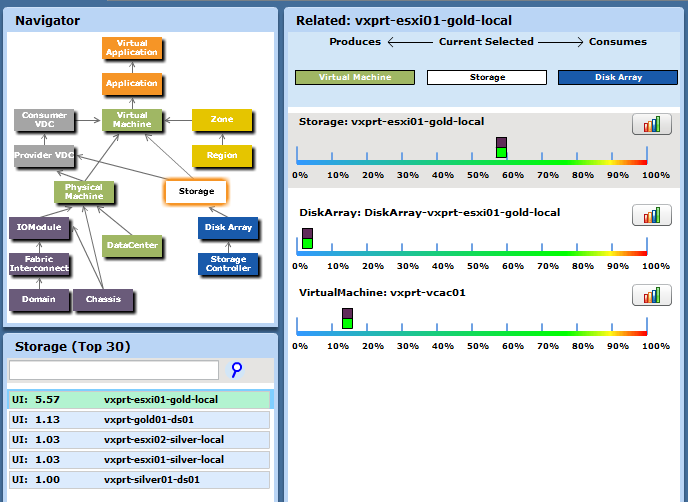 Navigator
Virtual
Application
Application
Consumer
VDC
Virtual
Machine
Zone
Provider VDC
Region
Physical
Machine
Storage
IOModule
Disk Array
DataCenter
Fabric
Interconnect
Storage
Controller
Domain
Chassis
Storage (Top 30)
UI: 5.57 vxprt-esxi01-gold-local
UI: 1.13 vxprt-gold01-ds01
UI: 1.03 vxprt-esxi02-silver-local
UI: 1.03 vxprt-esxi01-silver-local
UI: 1.00 vxprt-silver01-ds01
Related: vxprt-esxi01-gold-local
Produces Current Selected Consumes
Virtual Machine Storage Disk Array
Storage: vxprt-esxi01-gold-local
0% 10% 20% 30% 40% 50% 60% 70% 80% 90% 100%
DiskArray: DiskArray-vxprt-esxi01-gold-local
0% 10% 20% 30% 40% 50% 60% 70% 80% 90% 100%
VirtualMachine: vxprt-vcac01
0% 10% 20% 30% 40% 50% 60% 70% 80% 90% 100%